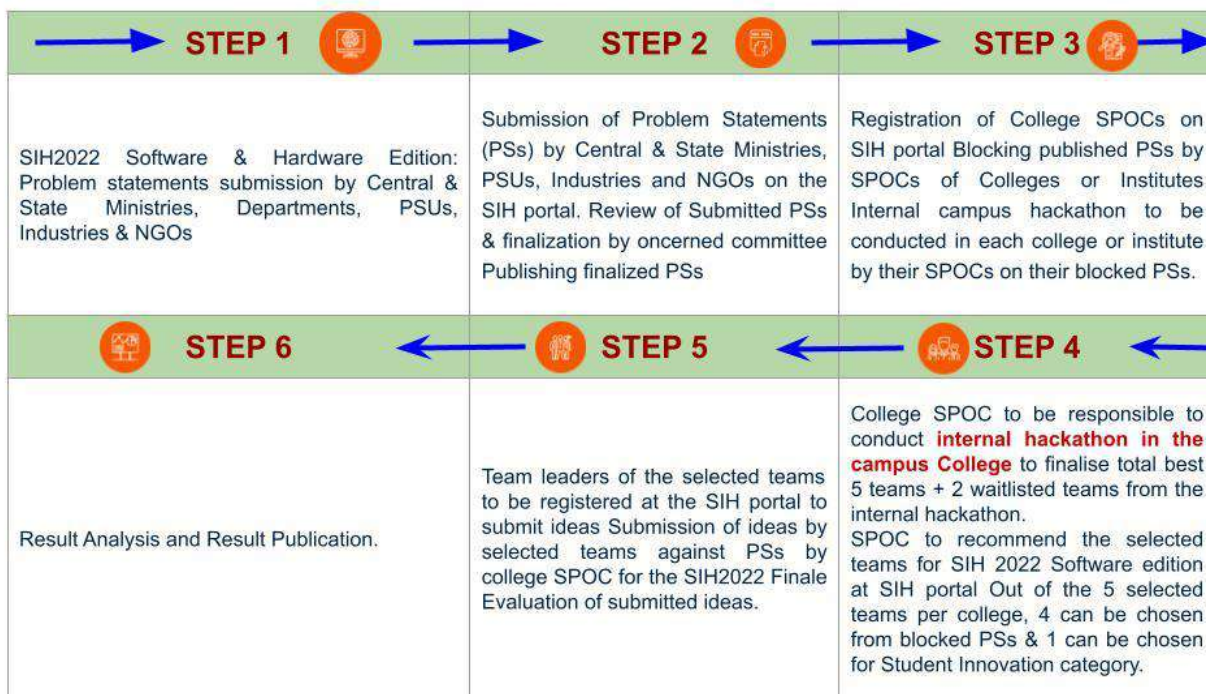 STEP 1
STEP 2
STEP 3
SIH2022 Software & Hardware Edition:
Problem statements submission by Central &
State Ministries, Departments, PSUs,
Industries & NGOs
Submission of Problem Statements
(PSs) by Central & State Ministries,
PSUs, Industries and NGOs on the
SIH portal. Review of Submitted PSs
& finalization by oncerned committee
Publishing finalized PSs
Registration of College SPOCs on
SIH portal Blocking published PSs by
SPOCs of Colleges or Institutes
Internal campus hackathon to be
conducted in each college or institute
by their SPOCs on their blocked PSs.
STEP 6
STEP 5
STEP 4
Result Analysis and Result Publication.
Team leaders of the selected teams
to be registered at the SIH portal to
submit ideas Submission of ideas by
selected teams against PSs by
college SPOC for the SIH2022 Finale
Evaluation of submitted ideas.
College SPOC to be responsible to
conduct internal hackathon in the
campus College to finalise total best
5 teams + 2 waitlisted teams from the
internal hackathon.
SPOC to recommend the selected
teams for SIH 2022 Software edition
at SIH portal Out of the 5 selected
teams per college, 4 can be chosen
from blocked PSs & 1 can be chosen
for Student Innovation category.